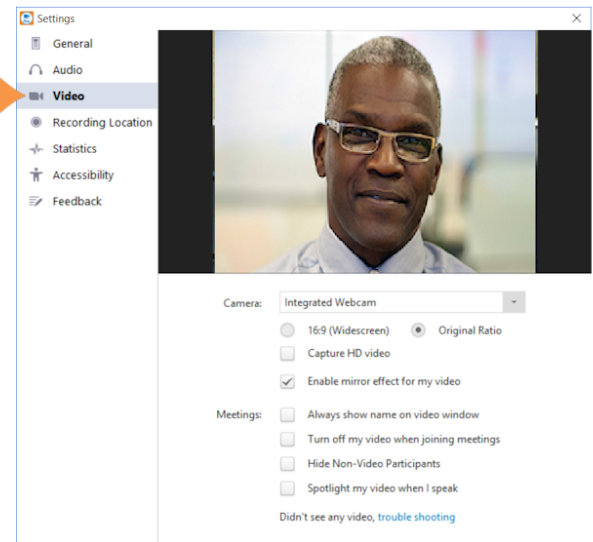 Settings
General
Audio
Video
Recording Location
Statistics
Accessibility
Feedback
Camera: Integrated Webcam
16:9 (Widescreen) Original Ratio
Capture HD video
Enable mirror effect for my video
Meetings: Always show name on video window
Turn off my video when joining meetings
Hide Non-Video Participants
Spotlight my video when I speak
Didn't see any video, trouble shooting